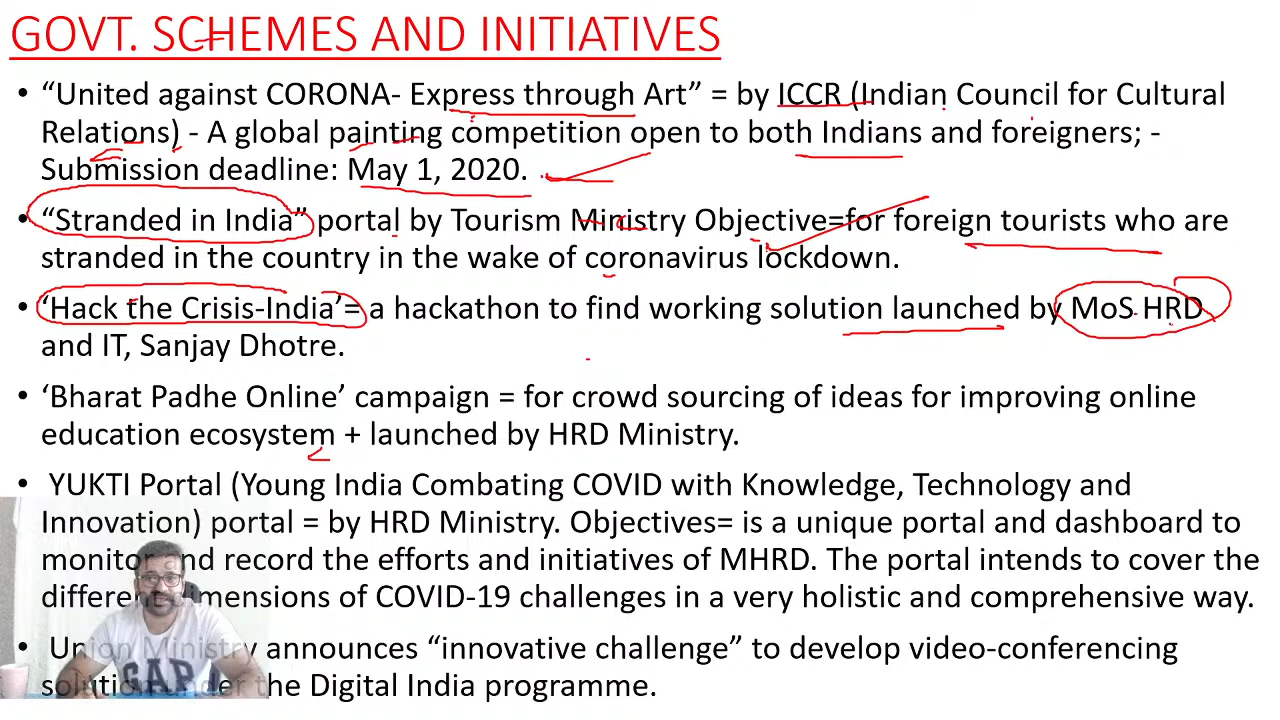 GOVT. SCHEMES AND INITIATIVES
• “United against CORONA- Express through Art” = by ICCR (Indian Council for Cultural
Relations) - A global painting competition open to both Indians and foreigners; -
Submission deadline: May 1, 2020.
• “Stranded in India” portal by Tourism Ministry Objective=for foreign tourists who are
stranded in the country in the wake of coronavirus lockdown.
• ‘Hack the Crisis-India’= a hackathon to find working solution launched by MoS HRD
and IT, Sanjay Dhotre.
• ‘Bharat Padhe Online’ campaign = for crowd sourcing of ideas for improving online
education ecosystem + launched by HRD Ministry.
• YUKTI Portal (Young India Combating COVID with Knowledge, Technology and
Innovation) portal = by HRD Ministry. Objectives= is a unique portal and dashboard to
monitor and record the efforts and initiatives of MHRD. The portal intends to cover the
different dimensions of COVID-19 challenges in a very holistic and comprehensive way.
• Union Ministry announces “innovative challenge” to develop video-conferencing
solution under the Digital India programme.
GAP